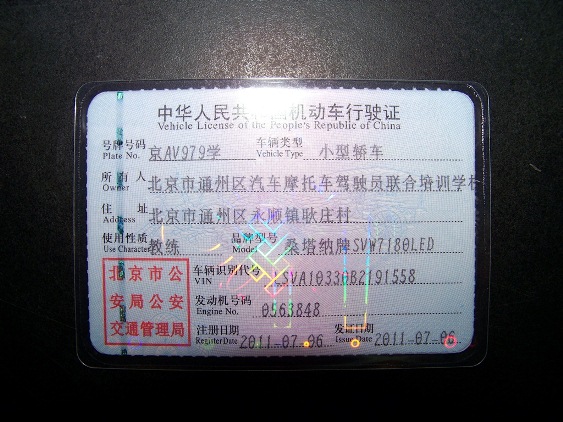 中华人民共和国机动车行驶证
Vehicle License of the People's Republic of China
号牌号码 京AV979学 车辆类型 小型轿车
Plate No. Vehicle Type
所有人 北京市通州区汽车摩托车驾驶员联合培训学校
Owner
住址 北京市通州区永顺镇耿庄村
Address
使用性质 教练 品牌型号 桑塔纳牌SVW7180LED
Use Character Model
北京市公
安局公安
交通管理局
车辆识别代号 LSVA10330B2191558
VIN
发动机号码 0563848
Engine No.
注册日期 2011-07-06 发证日期 2011-07-06
Register Date Issue Date